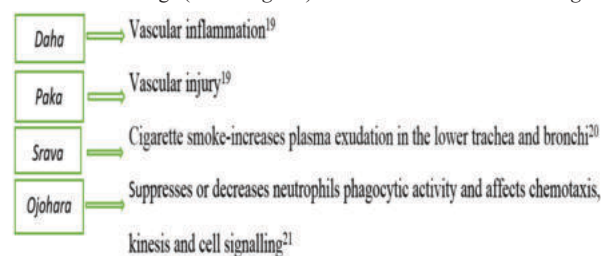 Daha Vascular inflammation19
Paka Vascular injury19
Srava Cigarette smoke-increases plasma exudation in the lower trachea and bronchi20
Ojohara Suppresses or decreases neutrophils phagocytic activity and affects chemotaxis,
kinesis and cell signalling21